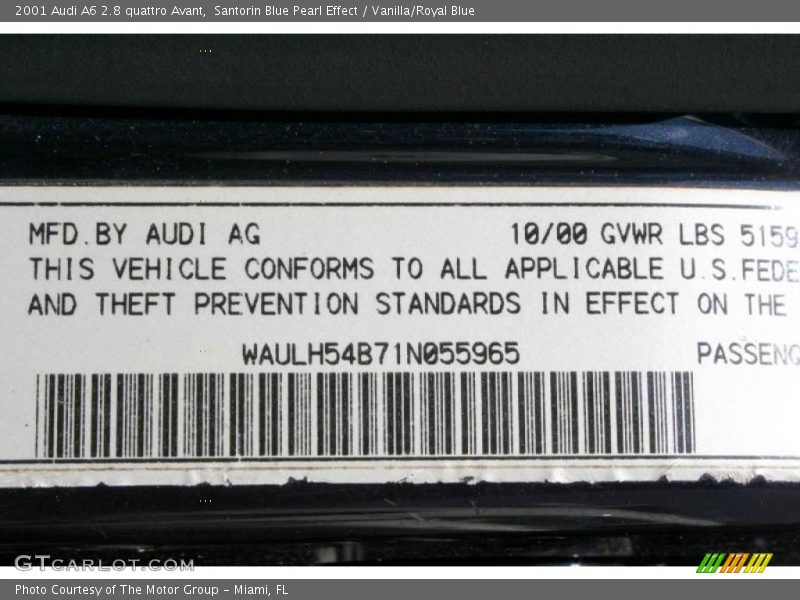 2001 Audi A6 2.8 quattro Avant, Santorin Blue Pearl Effect / Vanilla/Royal Blue
MFD.BY AUDI AG 10/00 GVWR LBS 5159
THIS VEHICLE CONFORMS TO ALL APPLICABLE U.S.FEDE
AND THEFT PREVENTION STANDARDS IN EFFECT ON THE
WAULH54B71N055965 PASSENG
GTCARLOT.COM
Photo Courtesy of The Motor Group - Miami, FL